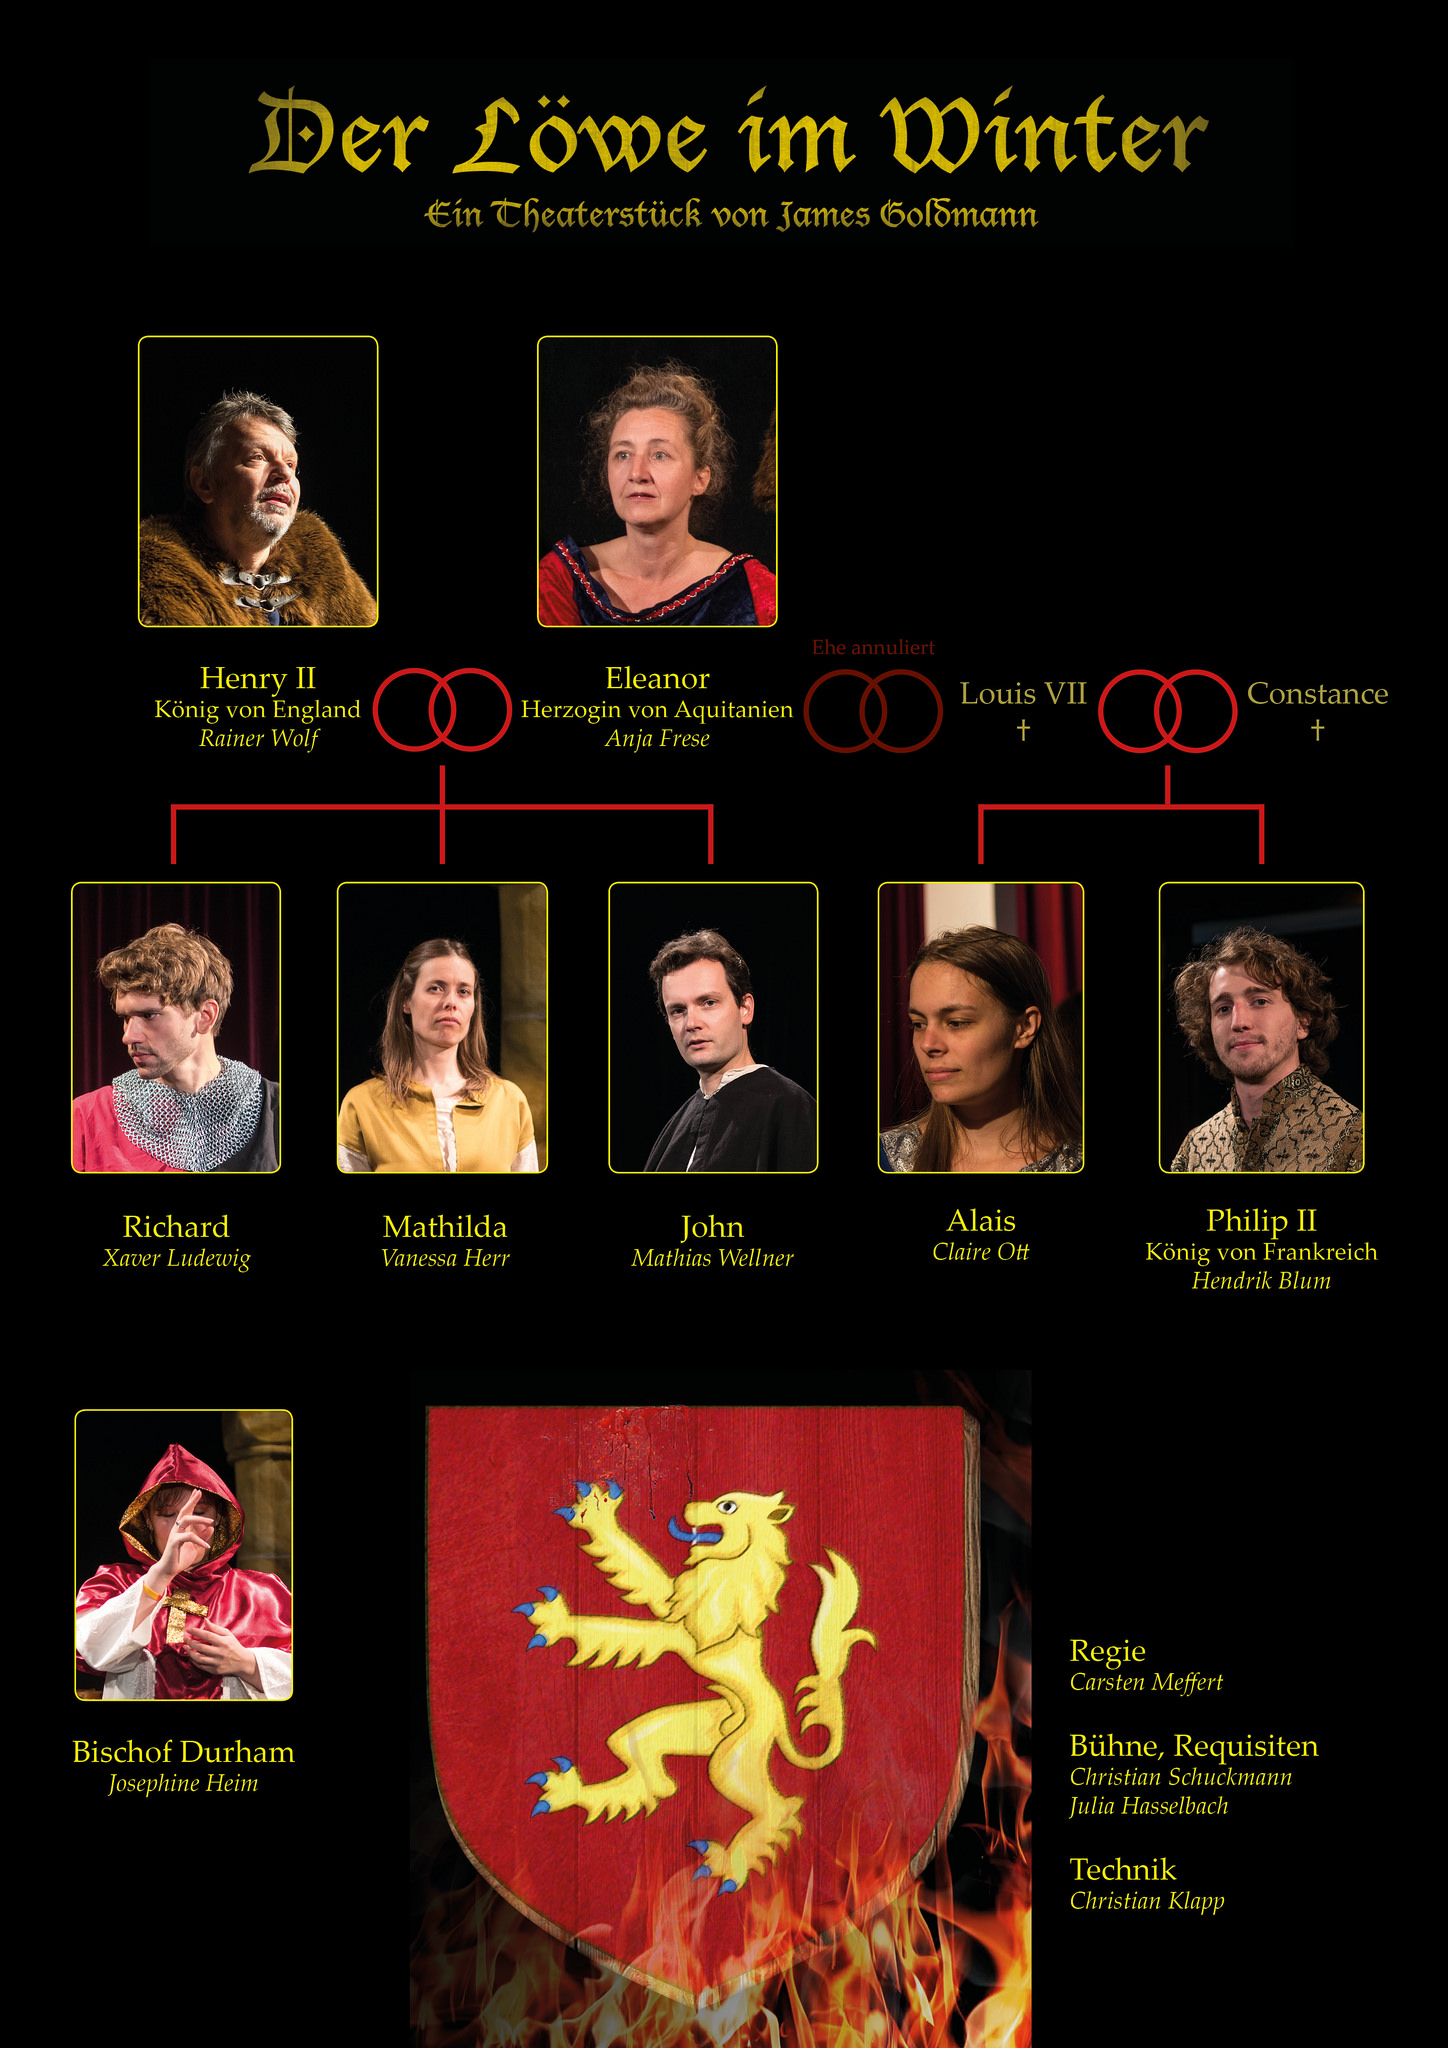 Der Löwe im Winter
Ein Theaterstück von James Goldmann
Henry II
König von England
Rainer Wolf
Eleanor
Herzogin von Aquitanien
Anja Frese
Ehe annuliert
Louis VII
†
Constance
†
Richard
Xaver Ludewig
Mathilda
Vanessa Herr
John
Mathias Wellner
Alais
Claire Ott
Philip II
König von Frankreich
Hendrik Blum
Bischof Durham
Josephine Heim
Regie
Carsten Meffert
Bühne, Requisiten
Christian Schuckmann
Julia Hasselbach
Technik
Christian Klapp